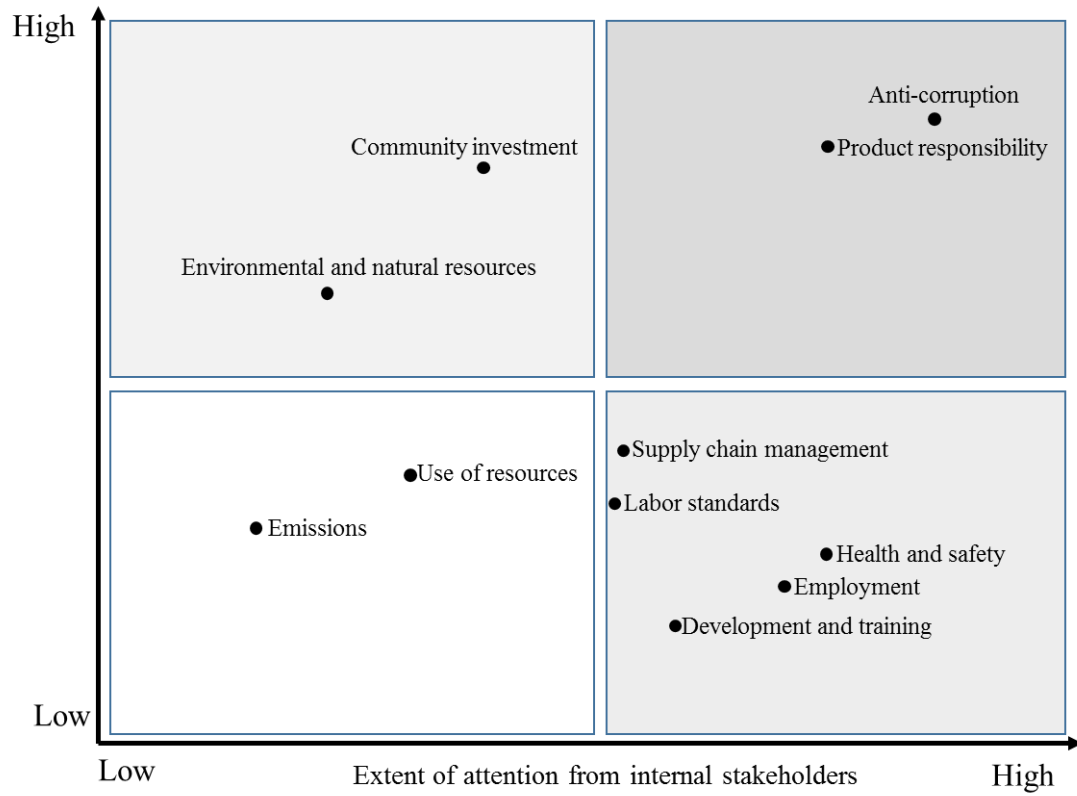 High
Anti-corruption
Community investment
Product responsibility
Environmental and natural resources
Supply chain management
Use of resources
Labor standards
Emissions
Health and safety
Employment
Development and training
Low
Low
Extent of attention from internal stakeholders
High